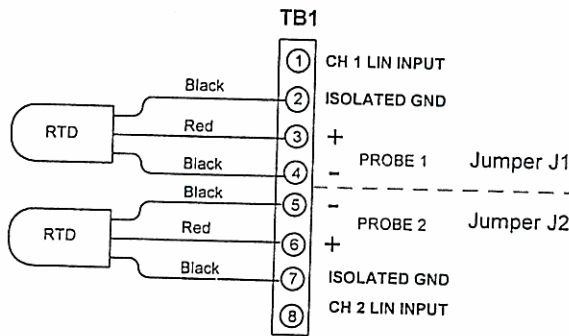 TB1
1 CH 1 LIN INPUT
Black 2 ISOLATED GND
RTD Red 3 +
PROBE 1 Jumper J1
Black 4 -
Black 5 -
PROBE 2 Jumper J2
RTD Red 6 +
Black 7 ISOLATED GND
8 CH 2 LIN INPUT